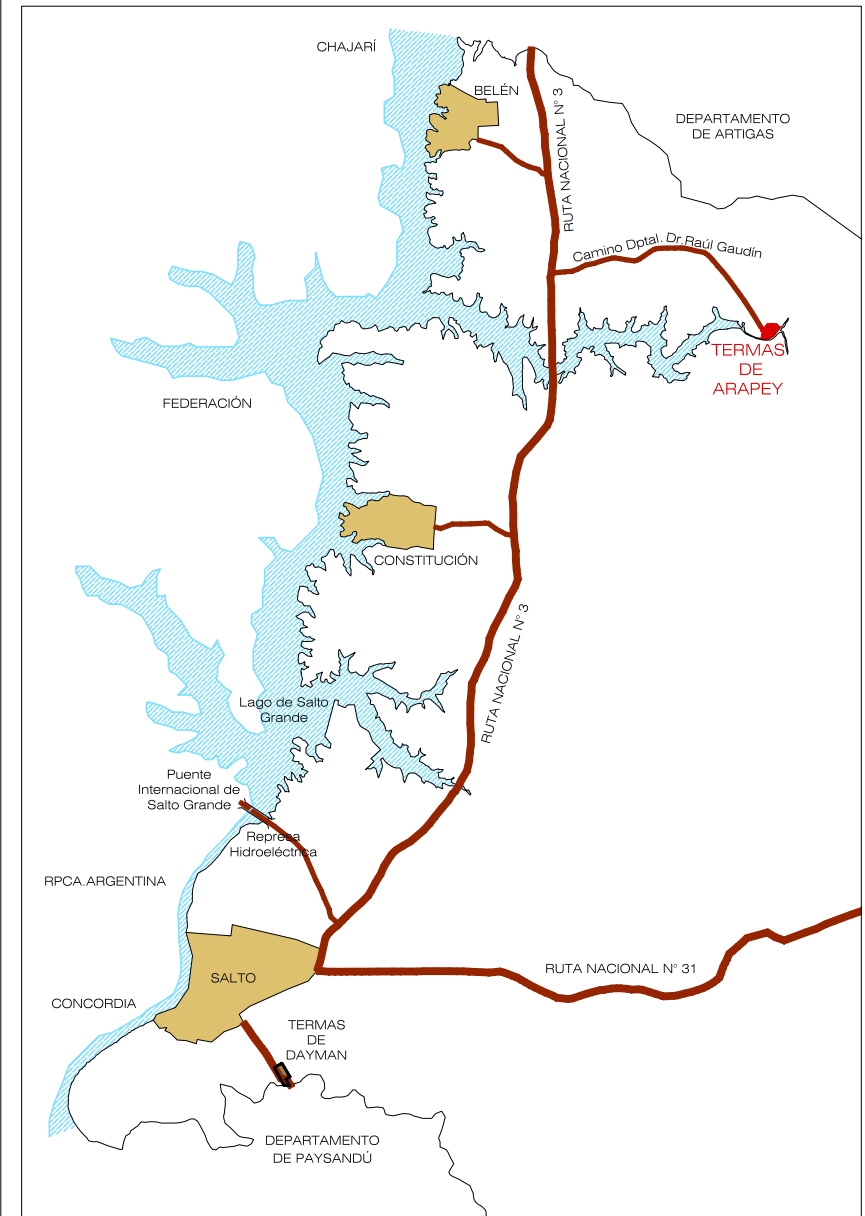 CHAJARÍ
BELÉN
RUTA NACIONAL N° 3
DEPARTAMENTO
DE ARTIGAS
Camino Dptal. Dr.Raúl Gaudín
TERMAS
DE
ARAPEY
FEDERACIÓN
CONSTITUCIÓN
RUTA NACIONAL N° 3
Lago de Salto
Grande
Puente
Internacional de
Salto Grande
Represa
Hidroeléctrica
RPCA.ARGENTINA
SALTO
RUTA NACIONAL N° 31
CONCORDIA
TERMAS
DE
DAYMAN
DEPARTAMENTO
DE PAYSANDÚ